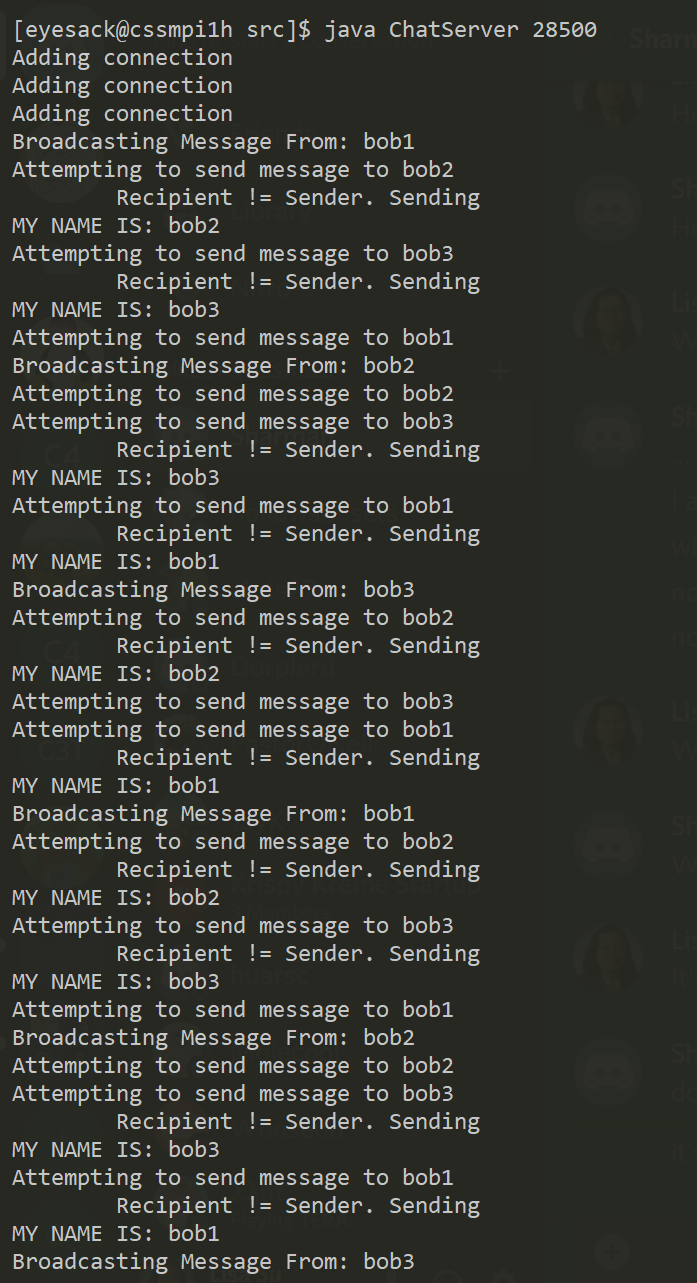 [eyesack@cssmpi1h src]$ java ChatServer 28500
Adding connection
Adding connection
Adding connection
Broadcasting Message From: bob1
Attempting to send message to bob2
        Recipient != Sender. Sending
MY NAME IS: bob2
Attempting to send message to bob3
        Recipient != Sender. Sending
MY NAME IS: bob3
Attempting to send message to bob1
Broadcasting Message From: bob2
Attempting to send message to bob2
Attempting to send message to bob3
        Recipient != Sender. Sending
MY NAME IS: bob3
Attempting to send message to bob1
        Recipient != Sender. Sending
MY NAME IS: bob1
Broadcasting Message From: bob3
Attempting to send message to bob2
        Recipient != Sender. Sending
MY NAME IS: bob2
Attempting to send message to bob3
Attempting to send message to bob1
        Recipient != Sender. Sending
MY NAME IS: bob1
Broadcasting Message From: bob1
Attempting to send message to bob2
        Recipient != Sender. Sending
MY NAME IS: bob2
Attempting to send message to bob3
        Recipient != Sender. Sending
MY NAME IS: bob3
Attempting to send message to bob1
Broadcasting Message From: bob2
Attempting to send message to bob2
Attempting to send message to bob3
        Recipient != Sender. Sending
MY NAME IS: bob3
Attempting to send message to bob1
        Recipient != Sender. Sending
MY NAME IS: bob1
Broadcasting Message From: bob3